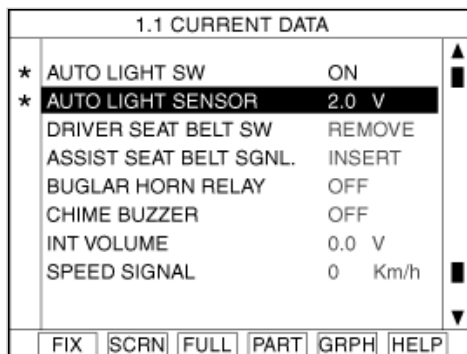 1.1 CURRENT DATA
* AUTO LIGHT SW ON
* AUTO LIGHT SENSOR 2.0 V
DRIVER SEAT BELT SW REMOVE
ASSIST SEAT BELT SGNL. INSERT
BUGLAR HORN RELAY OFF
CHIME BUZZER OFF
INT VOLUME 0.0 V
SPEED SIGNAL 0 Km/h
FIX SCRN FULL PART GRPH HELP